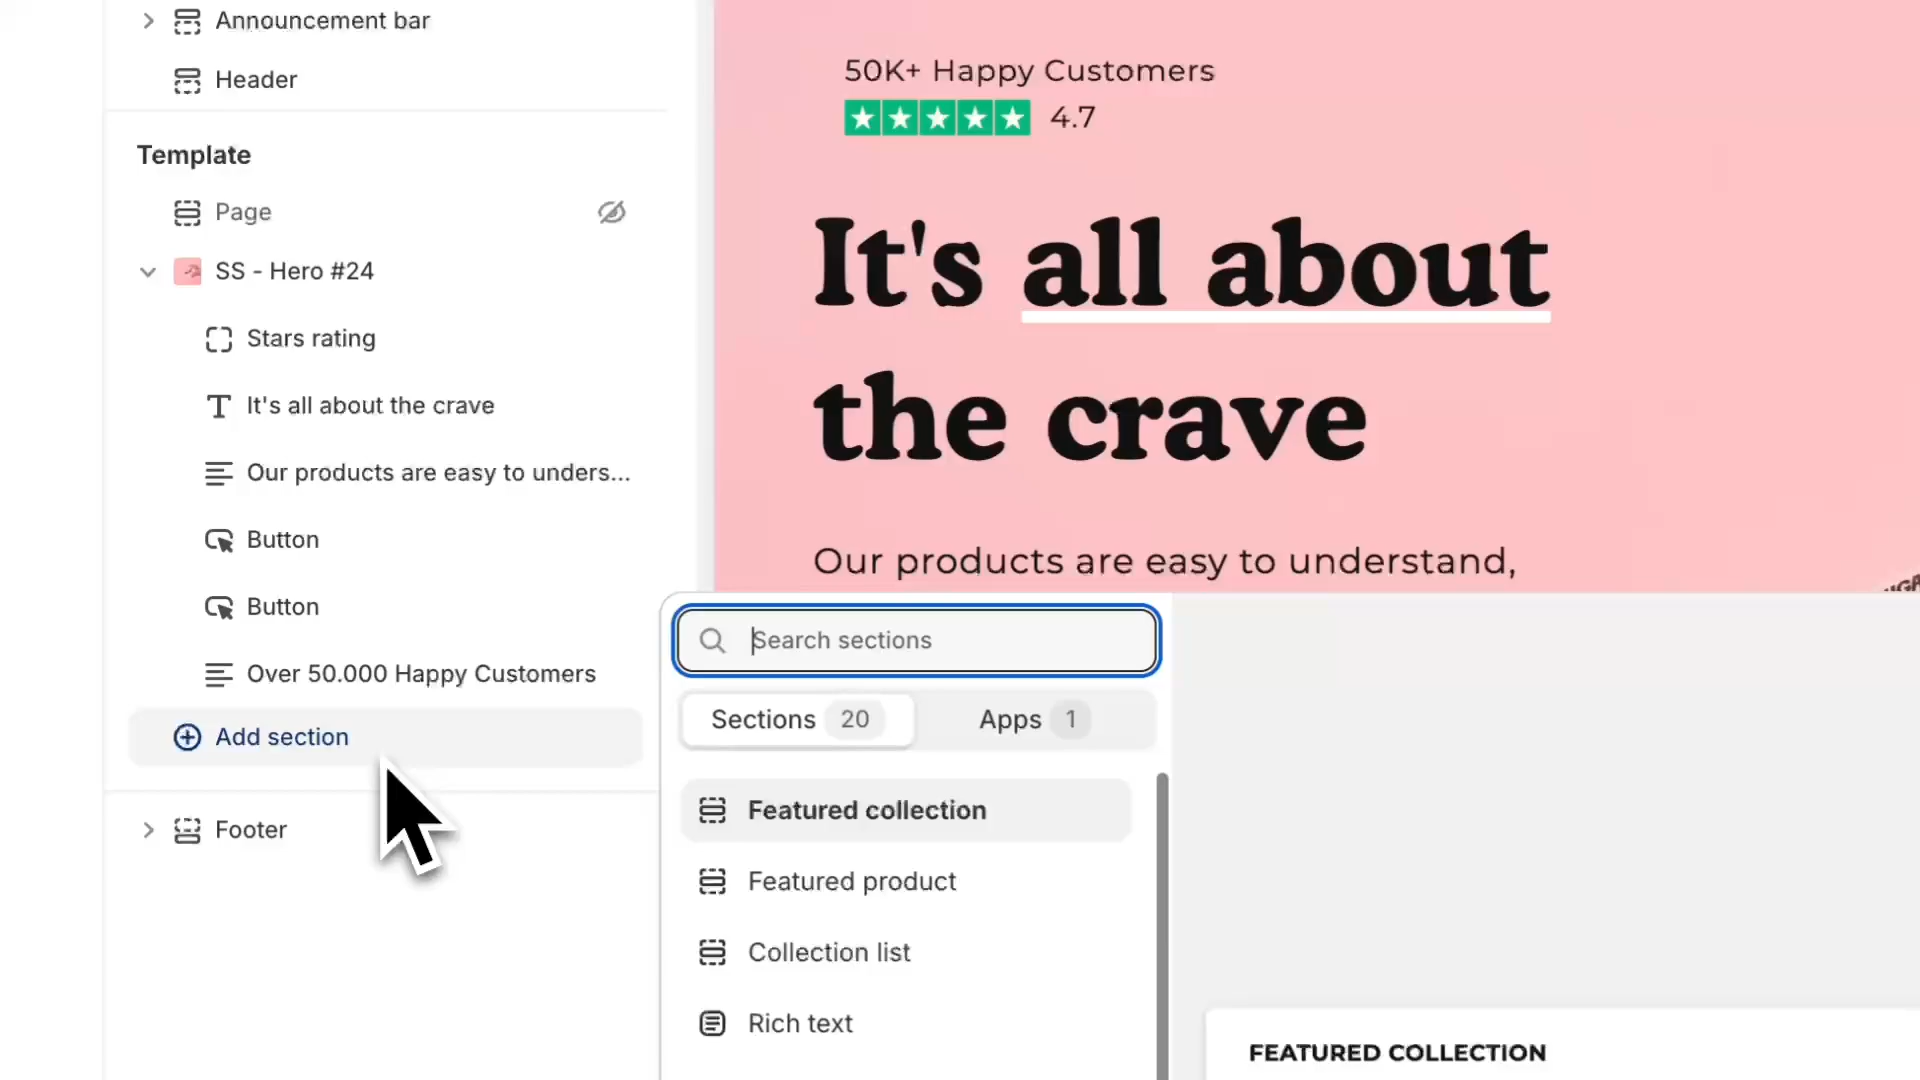 Announcement bar
Header
Template
Page
SS - Hero #24
Stars rating
It's all about the crave
Our products are easy to unders...
Button
Button
Over 50.000 Happy Customers
Add section
Footer
50K+ Happy Customers
4.7
It's all about
the crave
Our products are easy to understand,
Search sections
Sections 20
Apps 1
Featured collection
Featured product
Collection list
Rich text
FEATURED COLLECTION